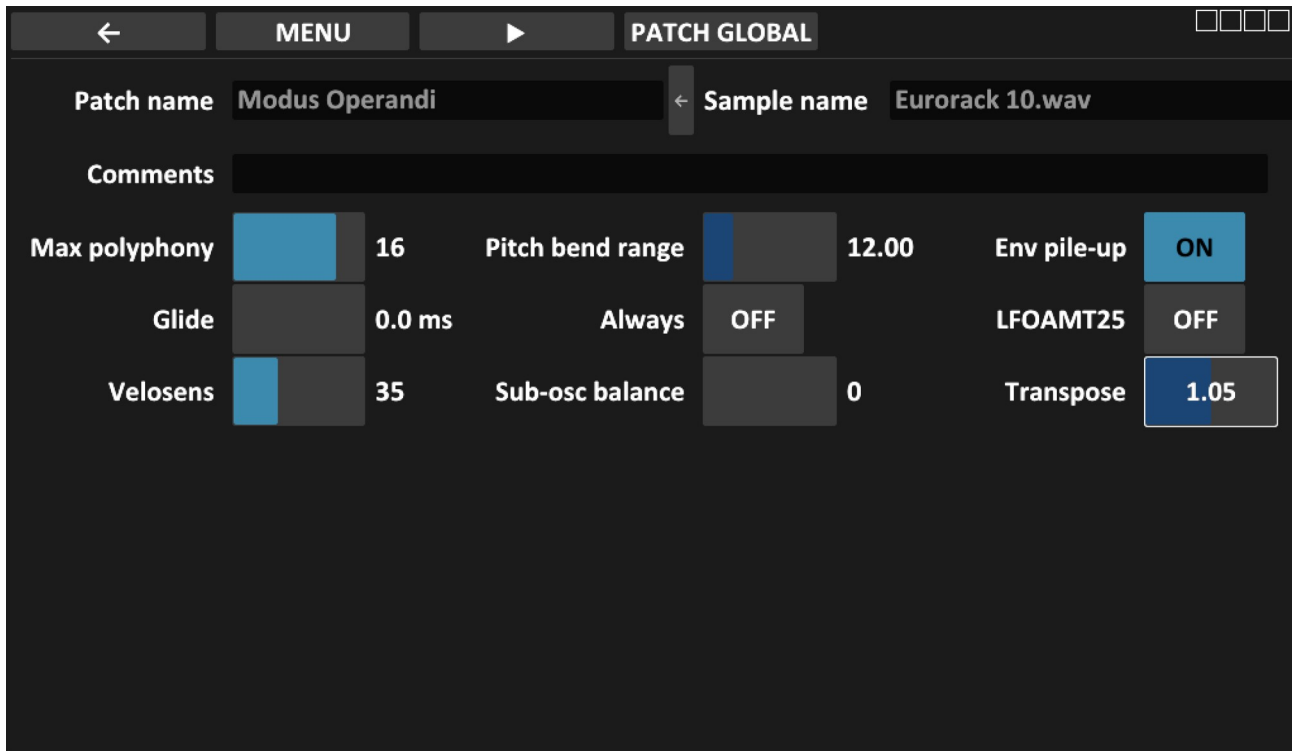 ← MENU ▶ PATCH GLOBAL
Patch name Modus Operandi ← Sample name Eurorack 10.wav
Comments
Max polyphony 16 Pitch bend range 12.00 Env pile-up ON
Glide 0.0 ms Always OFF LFOAMT25 OFF
Velosens 35 Sub-osc balance 0 Transpose 1.05